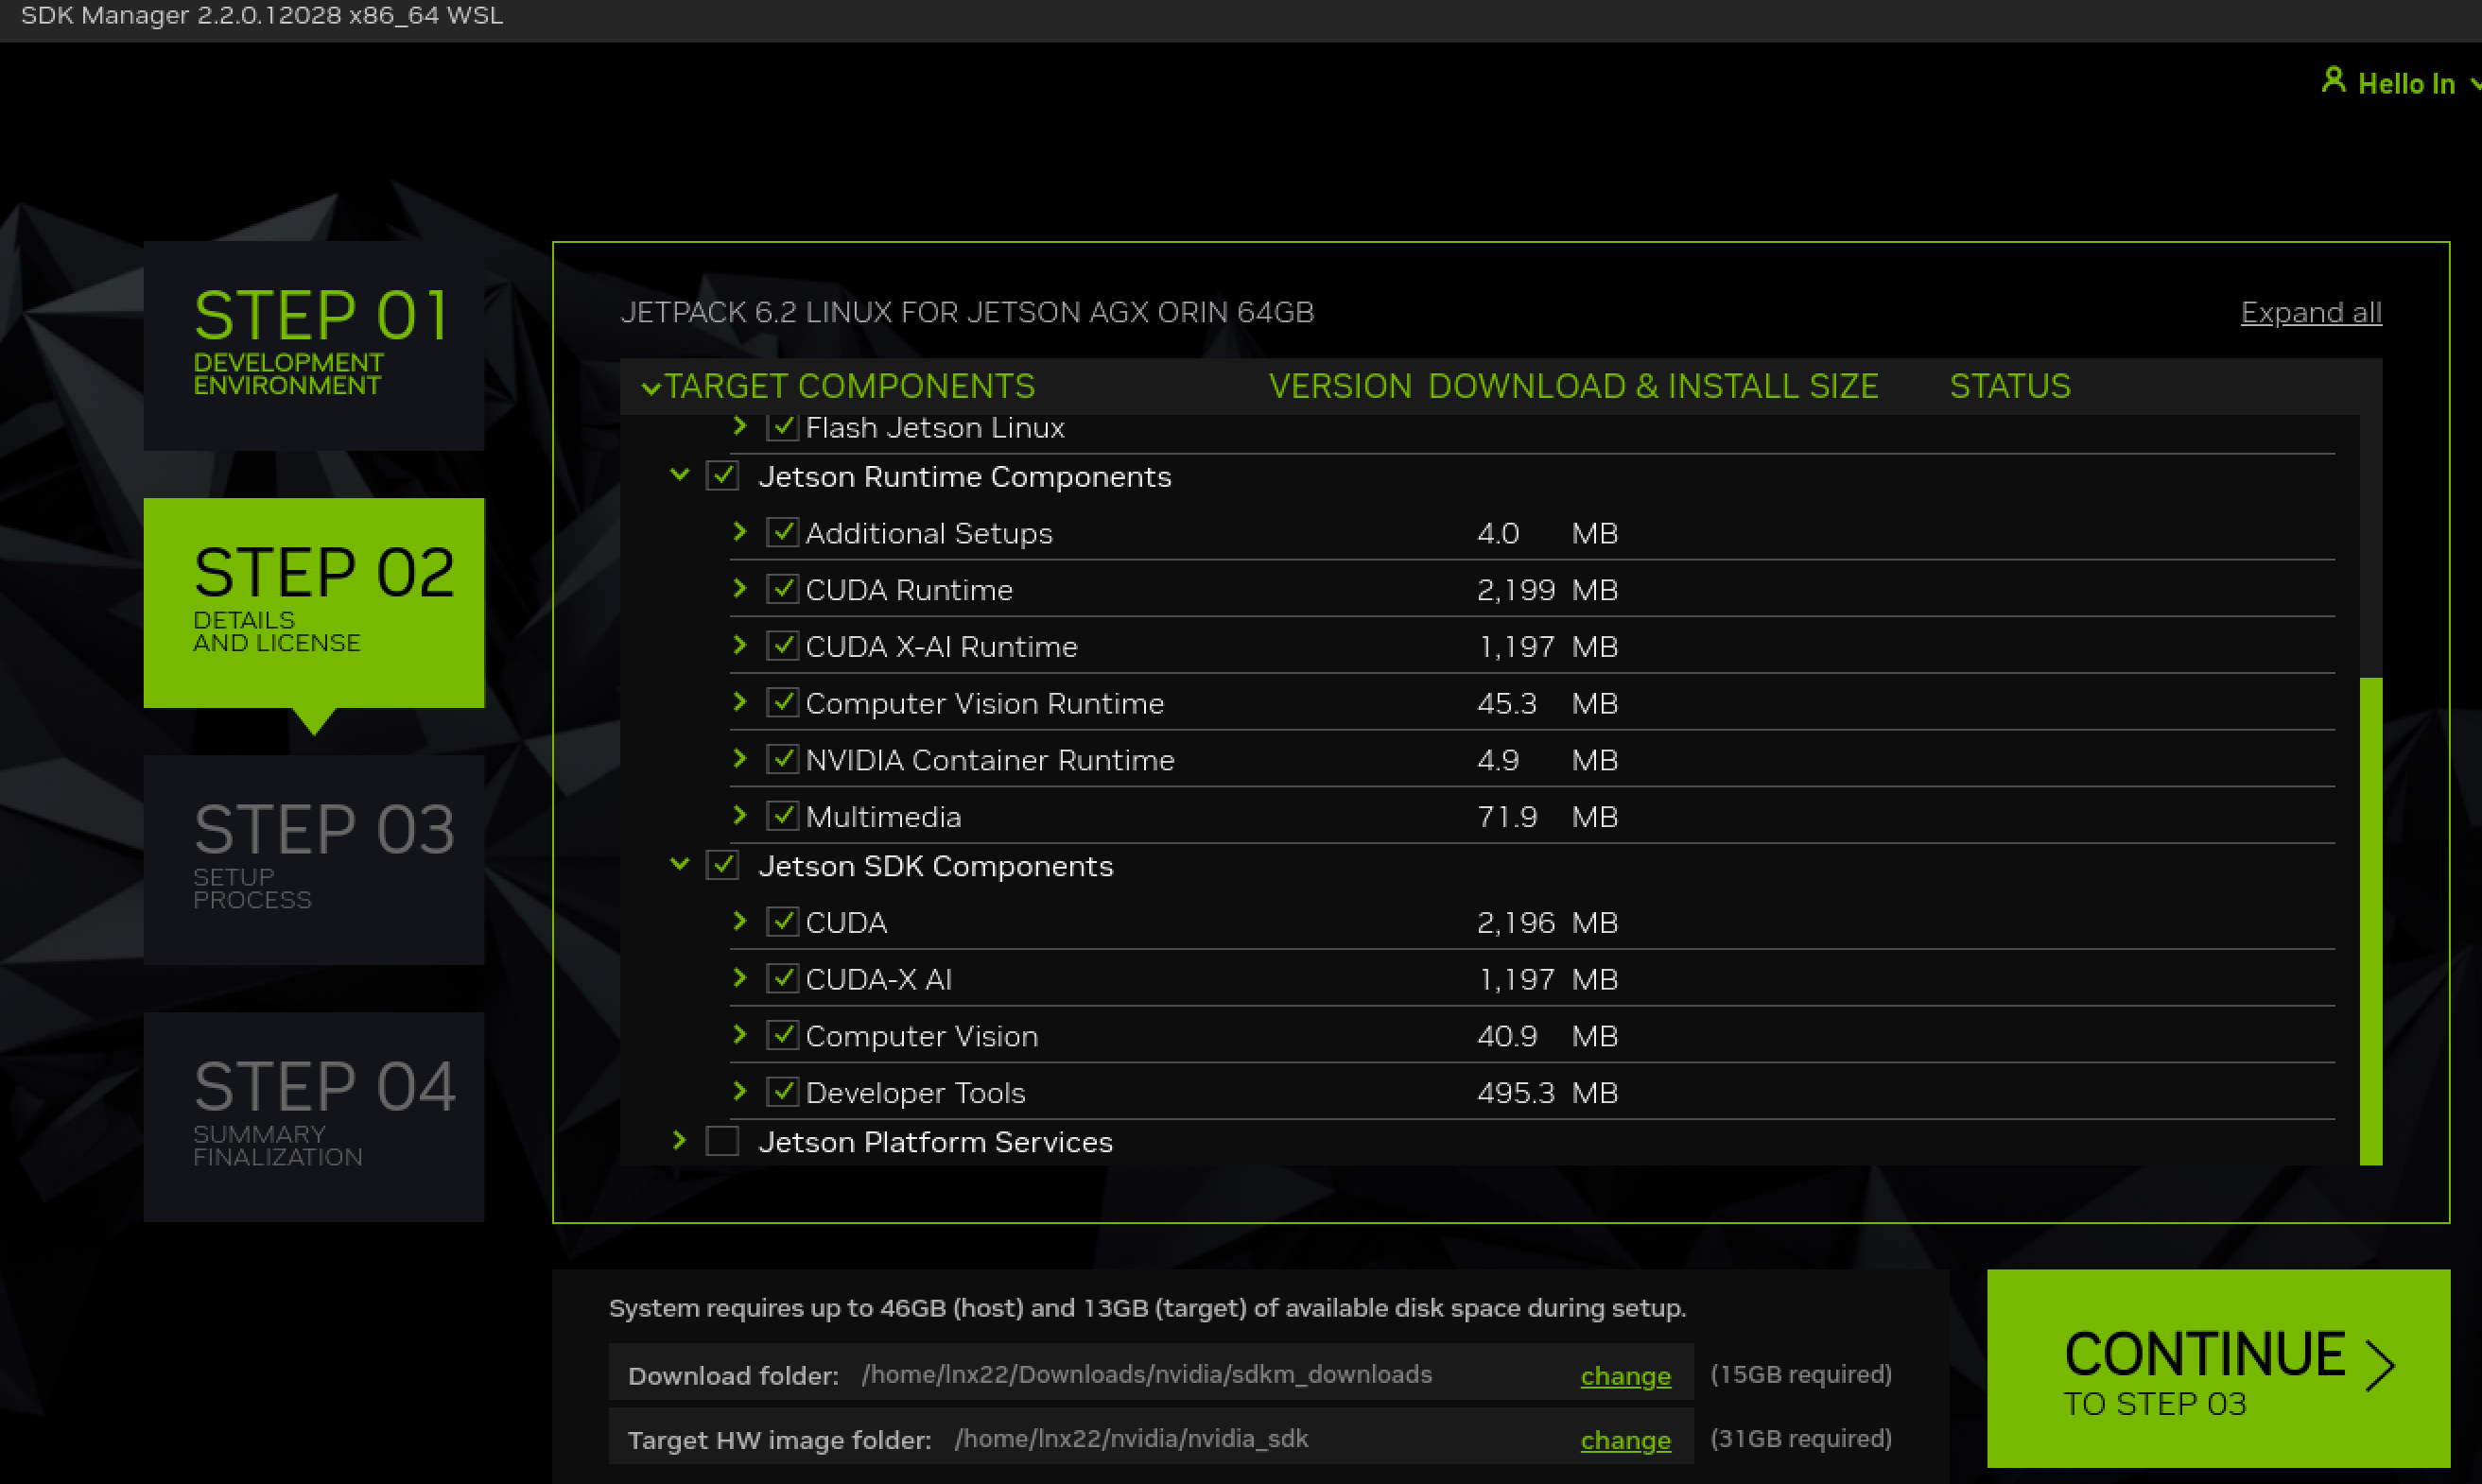 SDK Manager 2.2.0.12028 x86_64 WSL
Hello In
STEP 01
DEVELOPMENT
ENVIRONMENT
STEP 02
DETAILS
AND LICENSE
STEP 03
SETUP
PROCESS
STEP 04
SUMMARY
FINALIZATION
JETPACK 6.2 LINUX FOR JETSON AGX ORIN 64GB Expand all
TARGET COMPONENTS VERSION DOWNLOAD & INSTALL SIZE STATUS
Flash Jetson Linux
Jetson Runtime Components
Additional Setups 4.0 MB
CUDA Runtime 2,199 MB
CUDA X-AI Runtime 1,197 MB
Computer Vision Runtime 45.3 MB
NVIDIA Container Runtime 4.9 MB
Multimedia 71.9 MB
Jetson SDK Components
CUDA 2,196 MB
CUDA-X AI 1,197 MB
Computer Vision 40.9 MB
Developer Tools 495.3 MB
Jetson Platform Services
System requires up to 46GB (host) and 13GB (target) of available disk space during setup.
Download folder: /home/lnx22/Downloads/nvidia/sdkm_downloads change (15GB required)
Target HW image folder: /home/lnx22/nvidia/nvidia_sdk change (31GB required)
CONTINUE
TO STEP 03